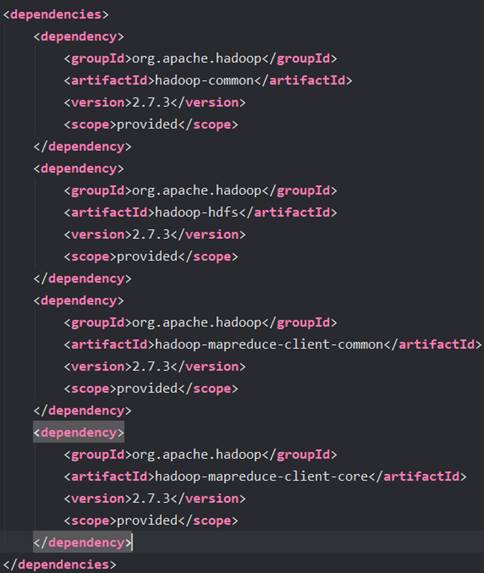 <dependencies>
    <dependency>
        <groupId>org.apache.hadoop</groupId>
        <artifactId>hadoop-common</artifactId>
        <version>2.7.3</version>
        <scope>provided</scope>
    </dependency>
    <dependency>
        <groupId>org.apache.hadoop</groupId>
        <artifactId>hadoop-hdfs</artifactId>
        <version>2.7.3</version>
        <scope>provided</scope>
    </dependency>
    <dependency>
        <groupId>org.apache.hadoop</groupId>
        <artifactId>hadoop-mapreduce-client-common</artifactId>
        <version>2.7.3</version>
        <scope>provided</scope>
    </dependency>
    <dependency>
        <groupId>org.apache.hadoop</groupId>
        <artifactId>hadoop-mapreduce-client-core</artifactId>
        <version>2.7.3</version>
        <scope>provided</scope>
    </dependency>
</dependencies>